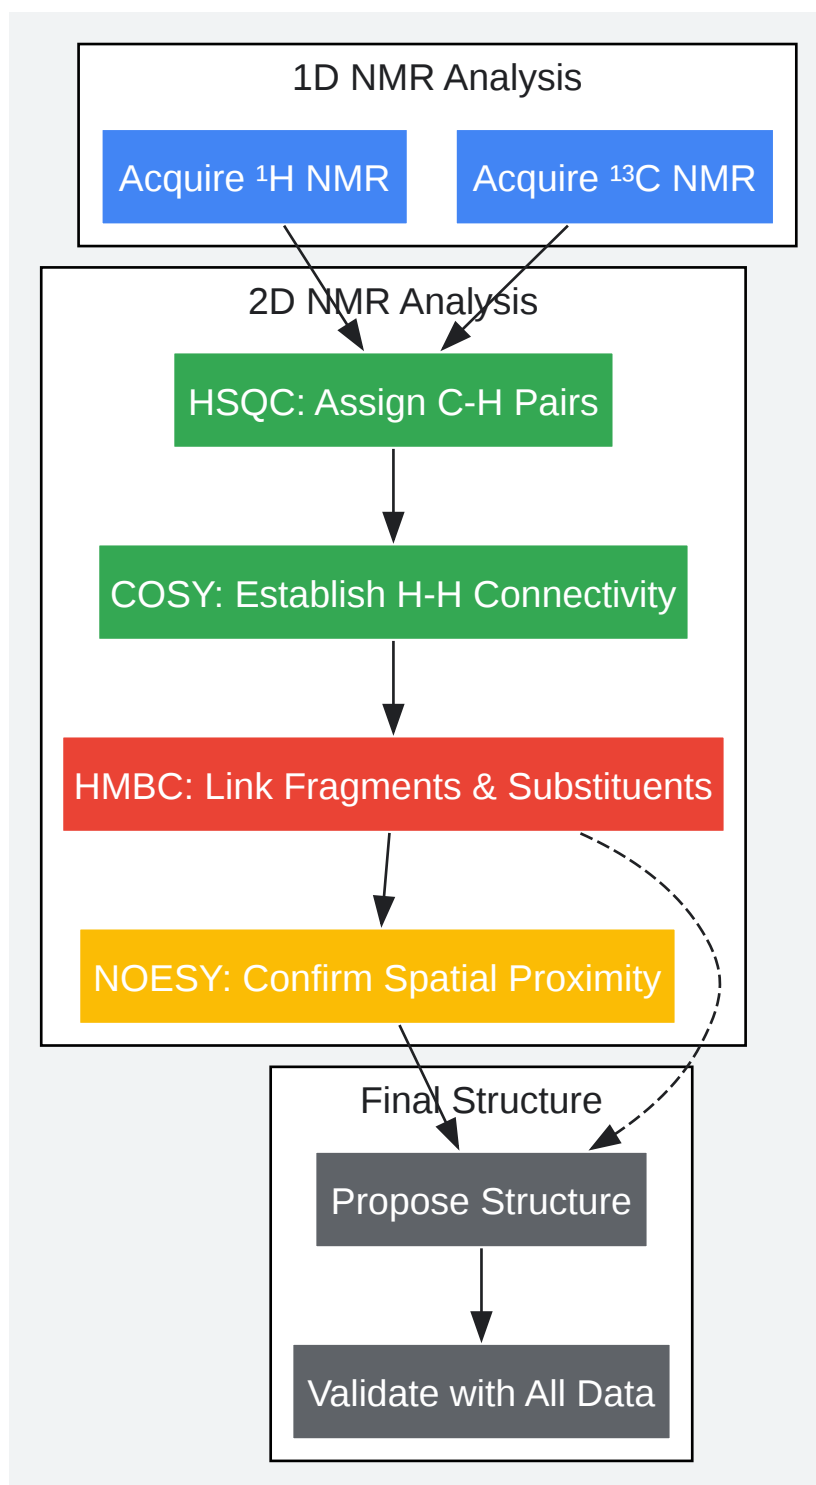 1D NMR Analysis
Acquire ¹H NMR
Acquire ¹³C NMR
2D NMR Analysis
HSQC: Assign C-H Pairs
COSY: Establish H-H Connectivity
HMBC: Link Fragments & Substituents
NOESY: Confirm Spatial Proximity
Final Structure
Propose Structure
Validate with All Data